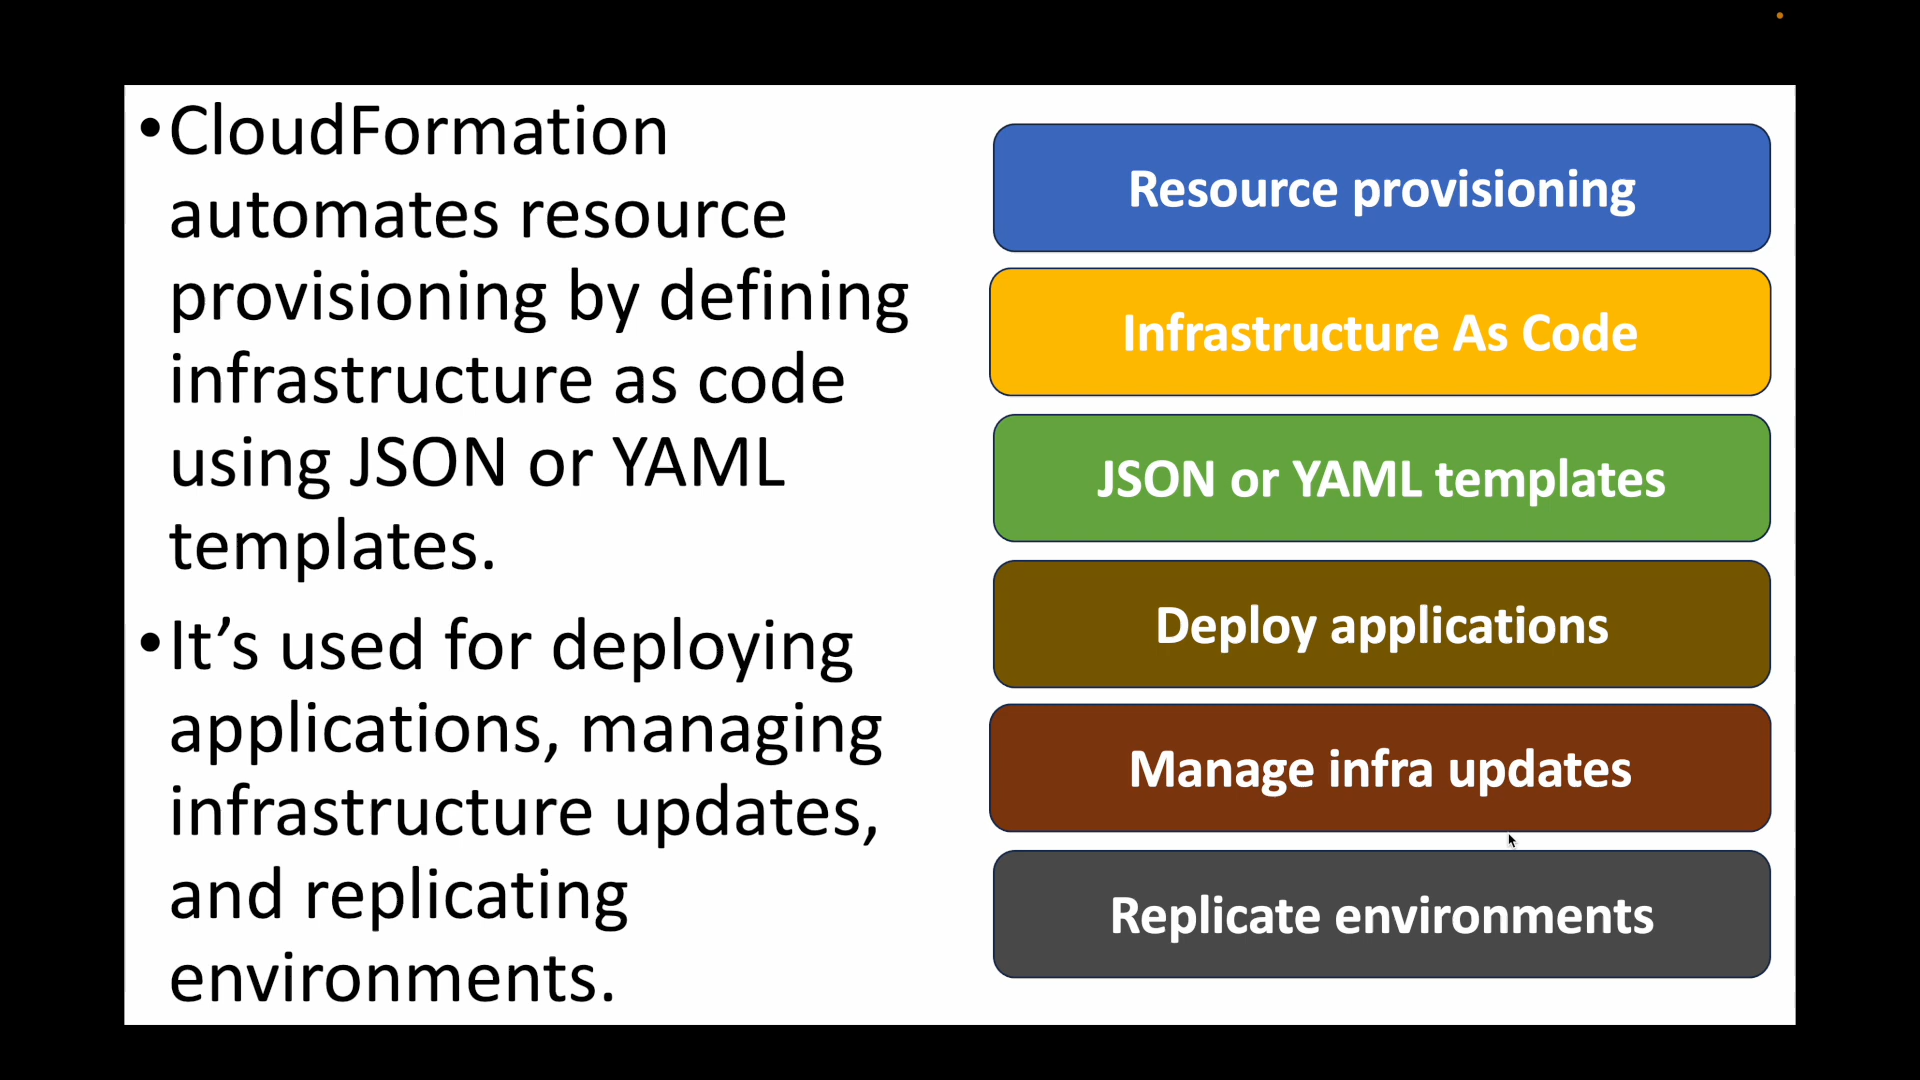 •CloudFormation
automates resource
provisioning by defining
infrastructure as code
using JSON or YAML
templates.
•It’s used for deploying
applications, managing
infrastructure updates,
and replicating
environments.
Resource provisioning
Infrastructure As Code
JSON or YAML templates
Deploy applications
Manage infra updates
Replicate environments